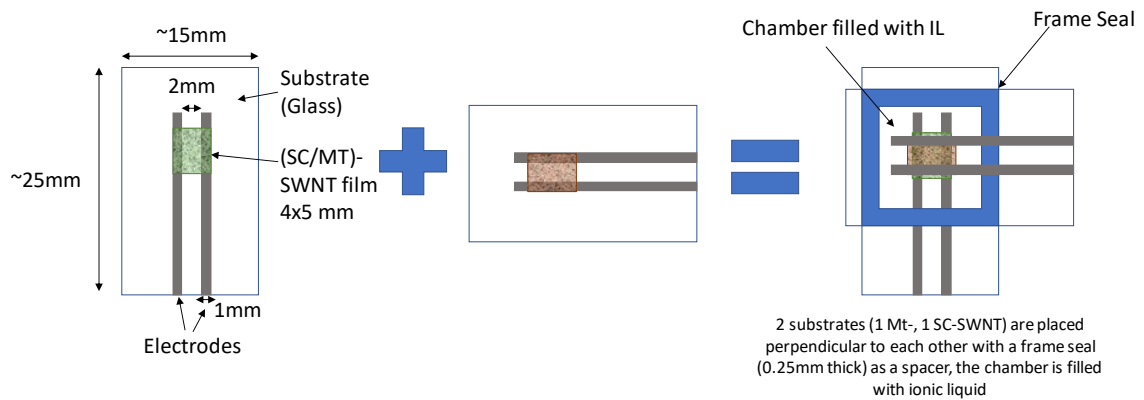 ~15mm
Substrate
(Glass)
2mm
(SC/MT)-
SWNT film
4x5 mm
~25mm
1mm
Electrodes
Chamber filled with IL
Frame Seal
2 substrates (1 Mt-, 1 SC-SWNT) are placed
perpendicular to each other with a frame seal
(0.25mm thick) as a spacer, the chamber is filled
with ionic liquid